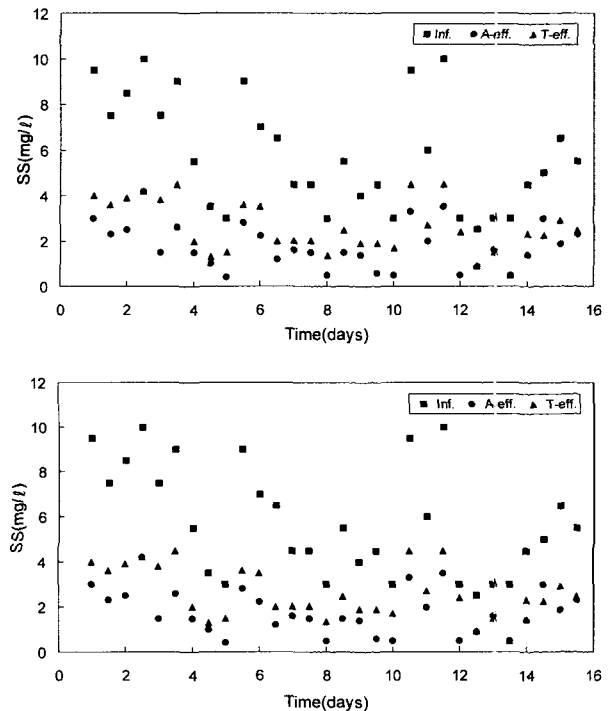 ■ Inf. ● A-eff. ▲ T-eff.
12
10
8
6
4
2
0
SS(mg/ℓ)
0 2 4 6 8 10 12 14 16
Time(days)
■ Inf. ● A-eff. ▲ T-eff.
12
10
8
6
4
2
0
SS(mg/ℓ)
0 2 4 6 8 10 12 14 16
Time(days)